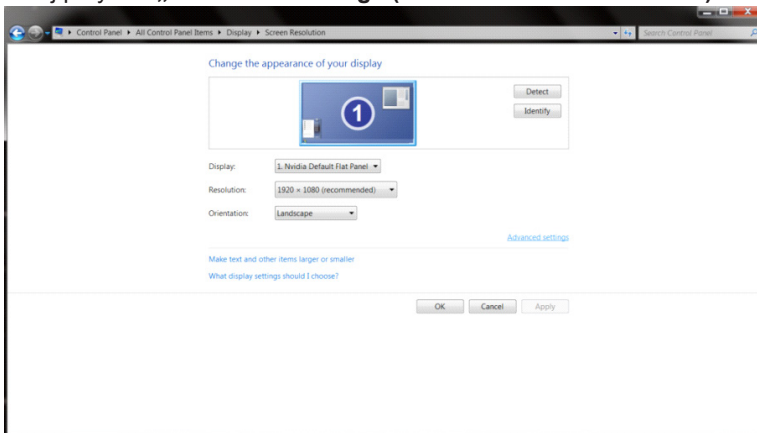 Control Panel ▸ All Control Panel Items ▸ Display ▸ Screen Resolution
Search Control Panel
Change the appearance of your display
1
Detect
Identify
Display: 1. Nvidia Default Flat Panel
Resolution: 1920 × 1080 (recommended)
Orientation: Landscape
Advanced settings
Make text and other items larger or smaller
What display settings should I choose?
OK Cancel Apply